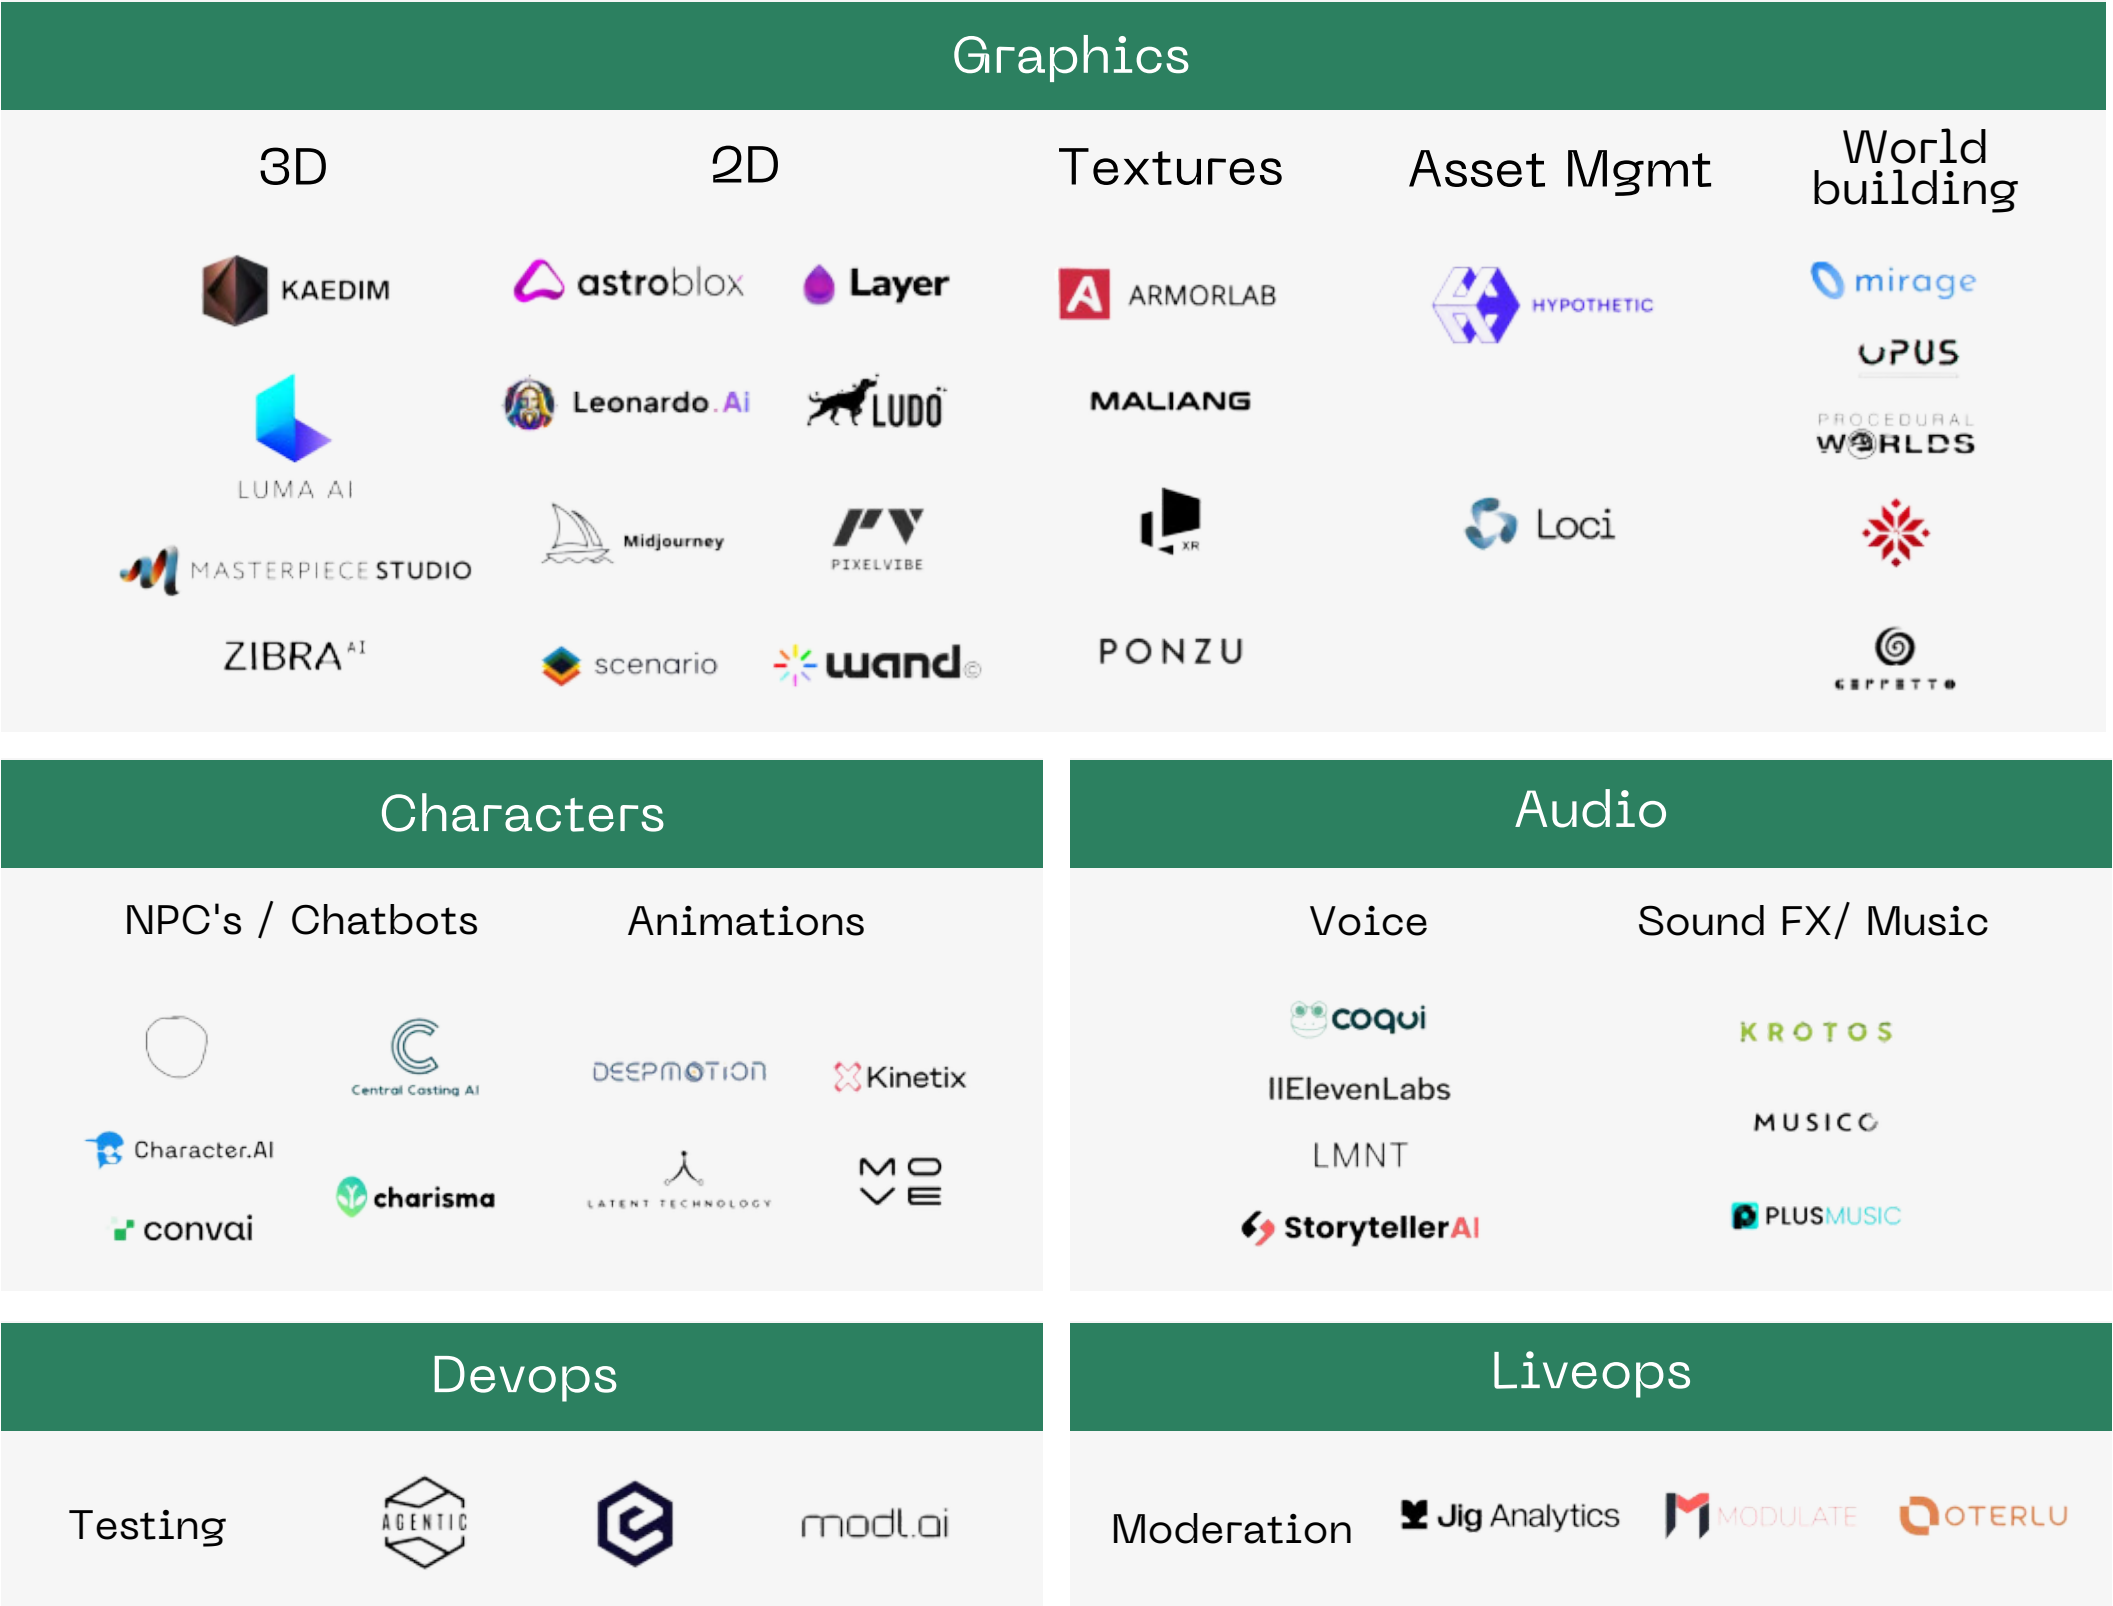 Graphics
3D
KAEDIM
LUMA AI
MASTERPIECE STUDIO
ZIBRA AI
2D
astroblox
Layer
Leonardo.Ai
LUDO
Midjourney
PIXELVIBE
scenario
wand ©
Textures
A ARMORLAB
MALIANG
XR
PONZU
Asset Mgmt
HYPOTHETIC
Loci
World
building
mirage
OPUS
PROCEDURAL
WORLDS
GEPPETTO
Characters
NPC's / Chatbots
Central Casting AI
Character.AI
charisma
convai
Animations
DEEPMOTION
Kinetix
LATENT TECHNOLOGY
MO
VE
Audio
Voice
coqui
IIElevenLabs
LMNT
StorytellerAI
Sound FX/ Music
KROTOS
MUSICO
PLUSMUSIC
Devops
Testing
AGENTIC
modl.ai
Liveops
Moderation
Jig Analytics
MODULATE
OTERLU